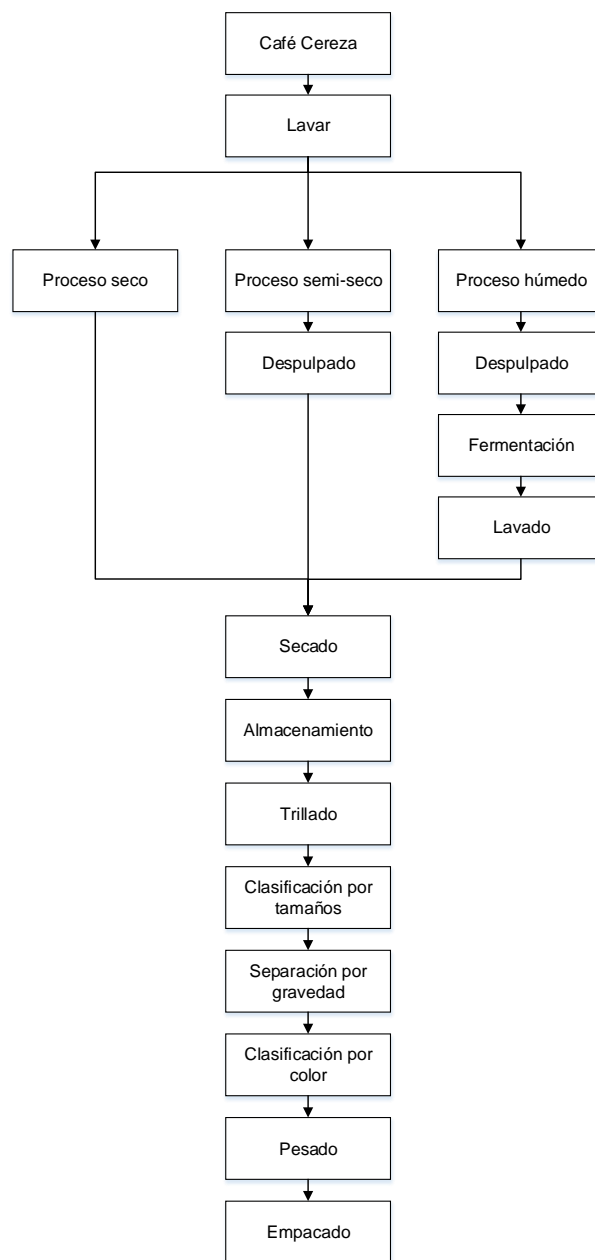 Café Cereza
Lavar
Proceso seco
Proceso semi-seco
Proceso húmedo
Despulpado
Despulpado
Fermentación
Lavado
Secado
Almacenamiento
Trillado
Clasificación por
tamaños
Separación por
gravedad
Clasificación por
color
Pesado
Empacado